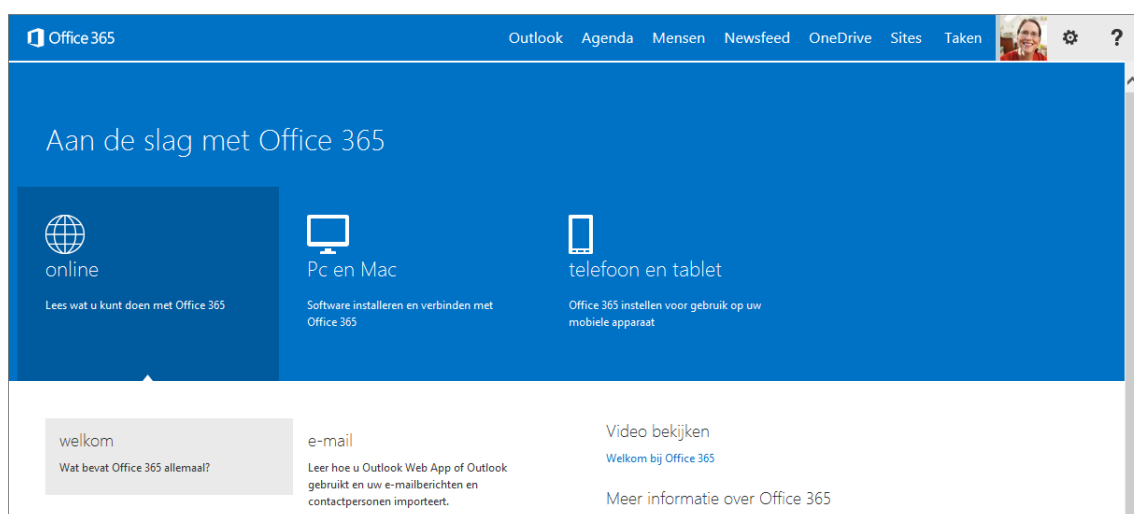 Office 365
Outlook Agenda Mensen Newsfeed OneDrive Sites Taken ?
Aan de slag met Office 365
online
Lees wat u kunt doen met Office 365
Pc en Mac
Software installeren en verbinden met
Office 365
telefoon en tablet
Office 365 instellen voor gebruik op uw
mobiele apparaat
welkom
Wat bevat Office 365 allemaal?
e-mail
Leer hoe u Outlook Web App of Outlook
gebruikt en uw e-mailberichten en
contactpersonen importeert.
Video bekijken
Welkom bij Office 365
Meer informatie over Office 365